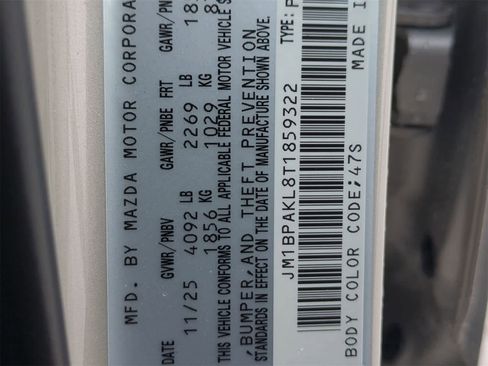 MFD. BY MAZDA MOTOR CORPORA
DATE GVWR/PNBV GAWR/PNBE FRT GAWR/PN
11/25 4092 LB 2269 LB 18
1856 KG 1029 KG 8
THIS VEHICLE CONFORMS TO ALL APPLICABLE FEDERAL MOTOR VEHICLE S
,BUMPER, AND THEFT PREVENTION
STANDARDS IN EFFECT ON THE DATE OF MANUFACTURE SHOWN ABOVE.
JM1BPAKL8T1859322 TYPE: P
BODY COLOR CODE;47S MADE I